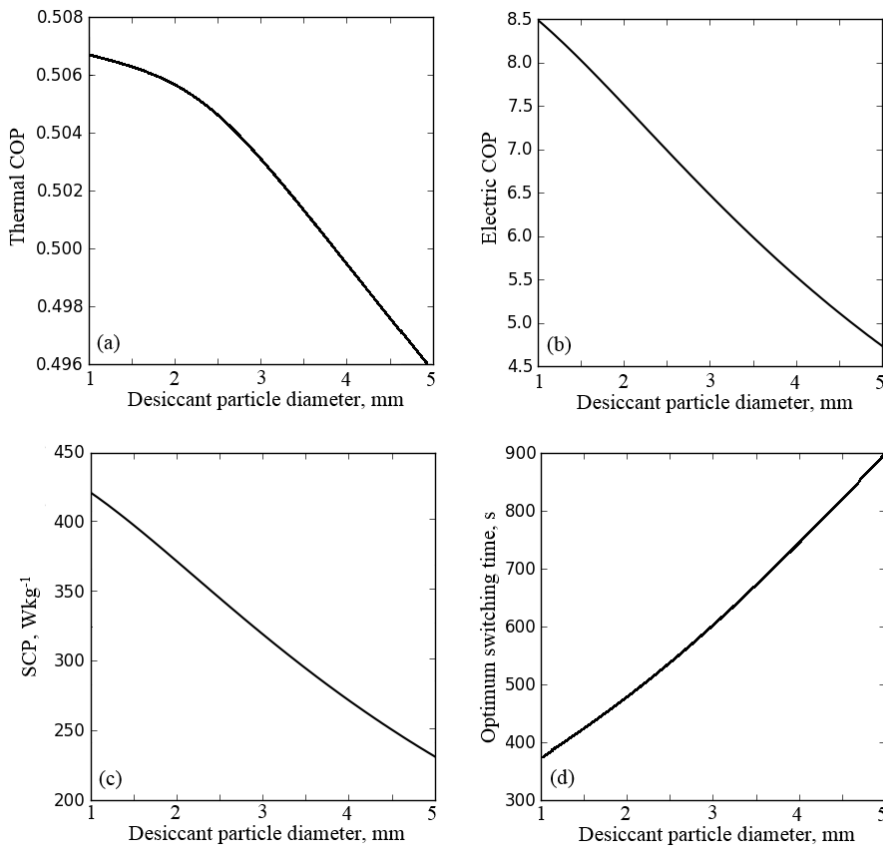 0.508
0.506
0.504
0.502
0.500
0.498
0.496
Thermal COP
(a)
1 2 3 4 5
Desiccant particle diameter, mm
8.5
8.0
7.5
7.0
6.5
6.0
5.5
5.0
4.5
Electric COP
(b)
1 2 3 4 5
Desiccant particle diameter, mm
450
400
350
300
250
200
SCP, Wkg-1
(c)
1 2 3 4 5
Desiccant particle diameter, mm
900
800
700
600
500
400
300
Optimum switching time, s
(d)
1 2 3 4 5
Desiccant particle diameter, mm